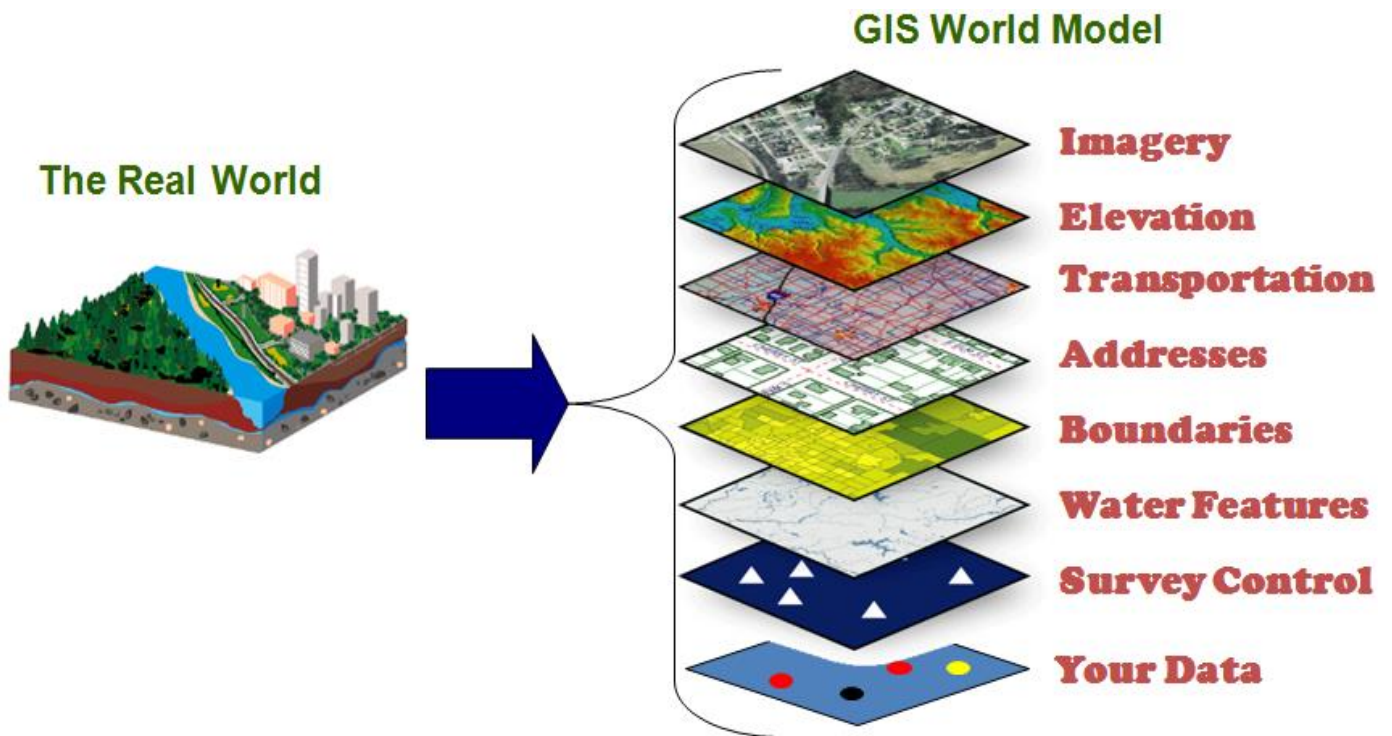 GIS World Model
The Real World
Imagery
Elevation
Transportation
Addresses
Boundaries
Water Features
Survey Control
Your Data